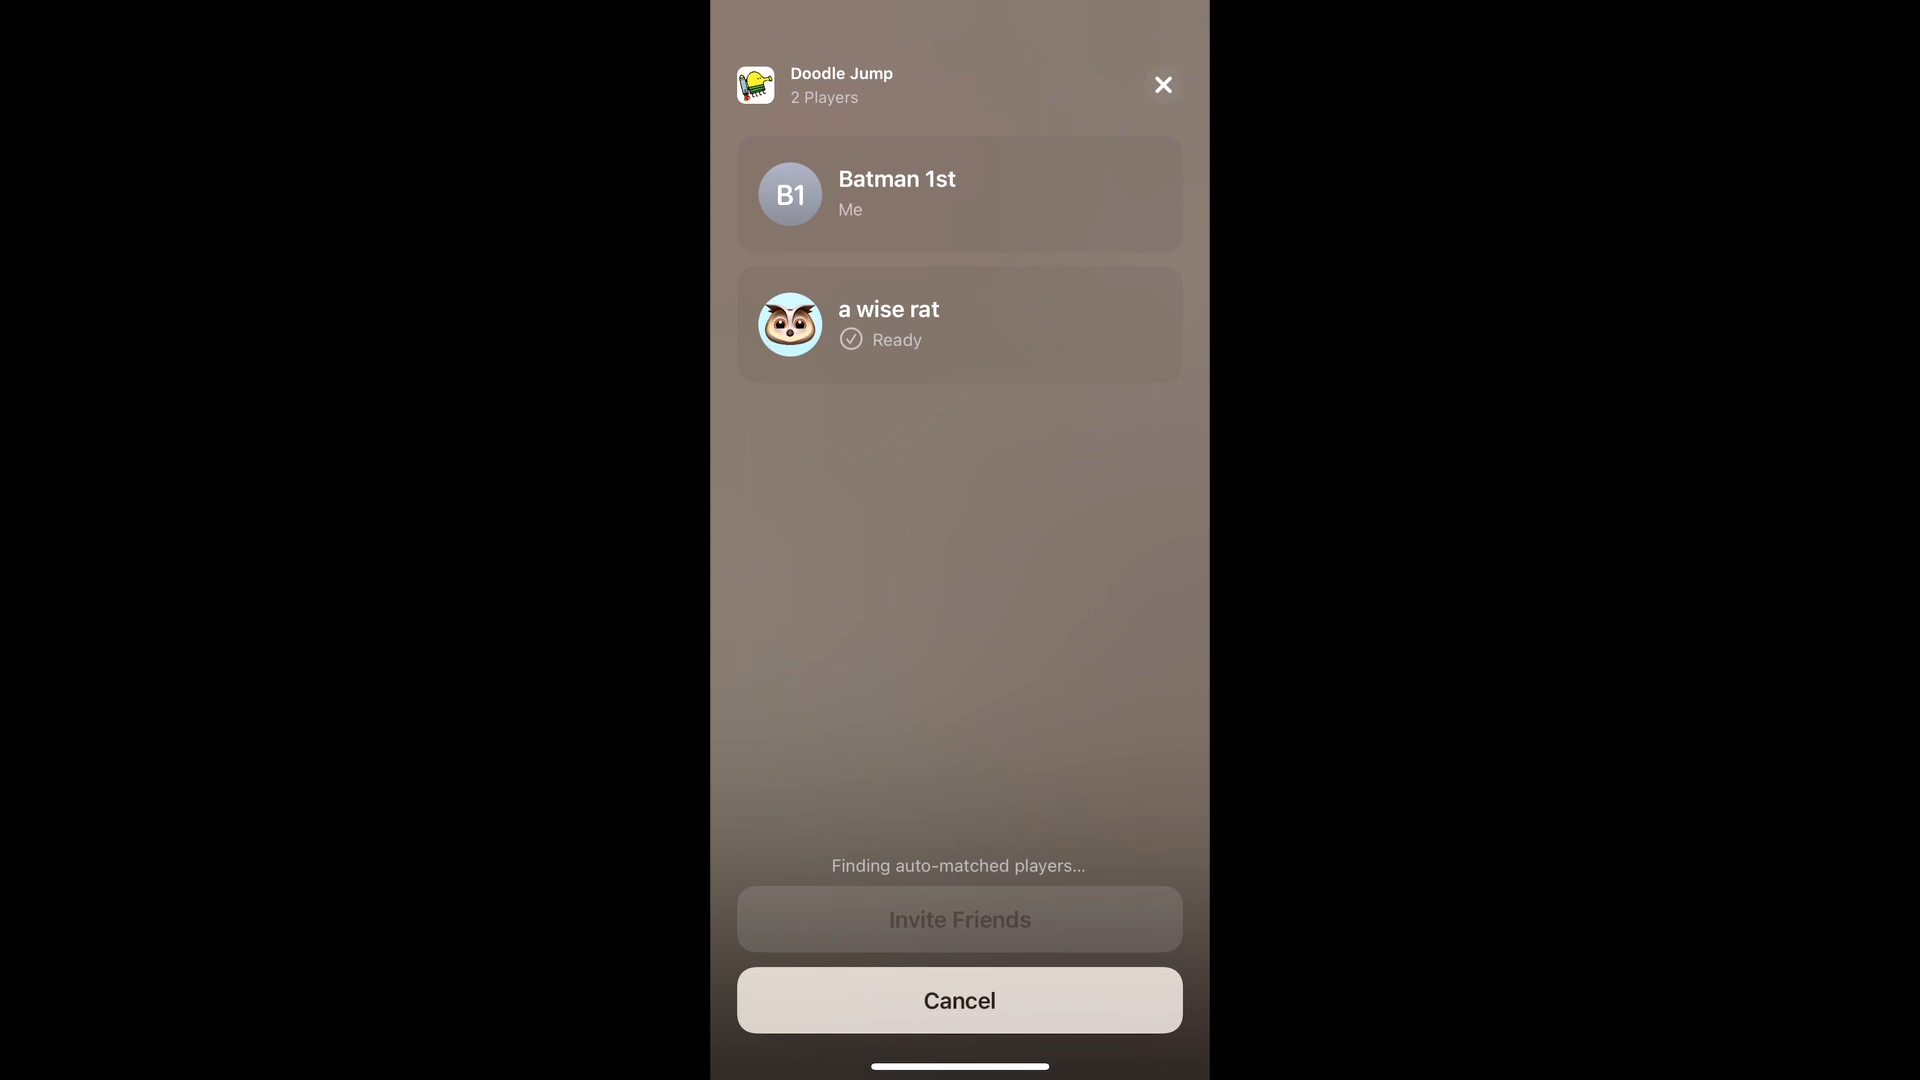 Doodle Jump
2 Players
B1
Batman 1st
Me
a wise rat
Ready
Finding auto-matched players...
Invite Friends
Cancel